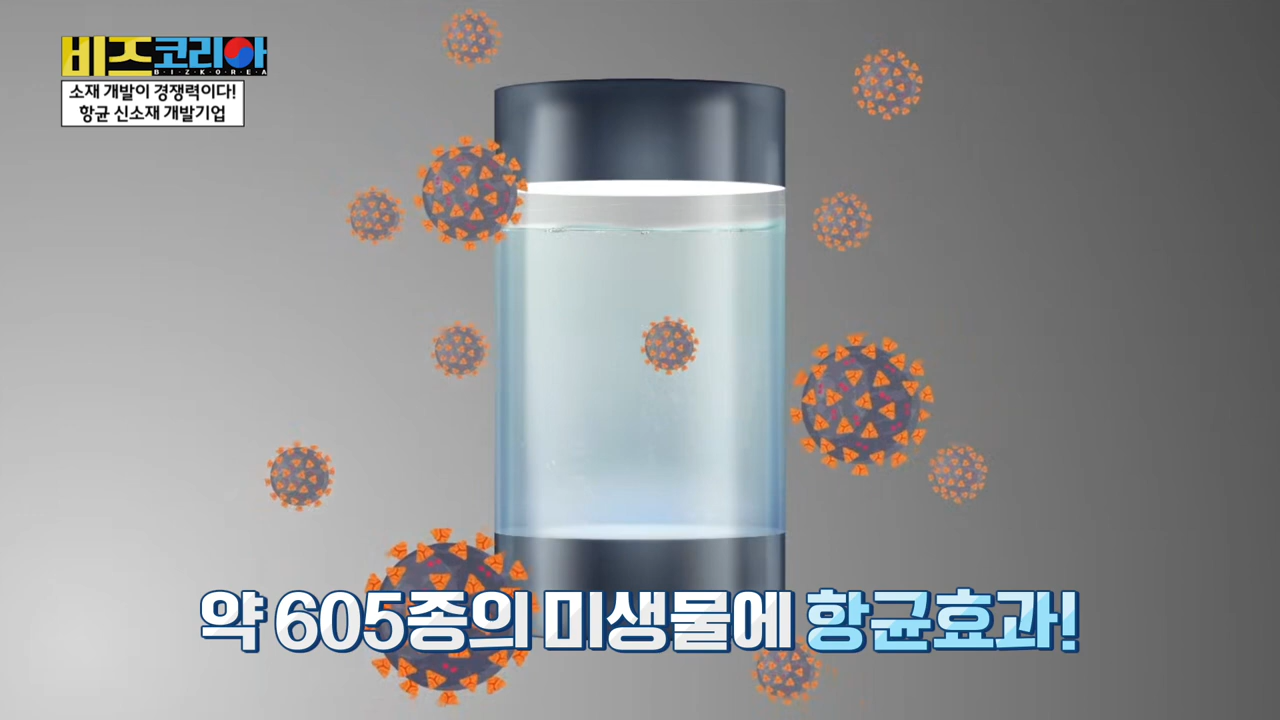 비즈코리아
B·I·Z·K·O·R·E·A
소재 개발이 경쟁력이다!
항균 신소재 개발기업
약 605종의 미생물에 항균효과!